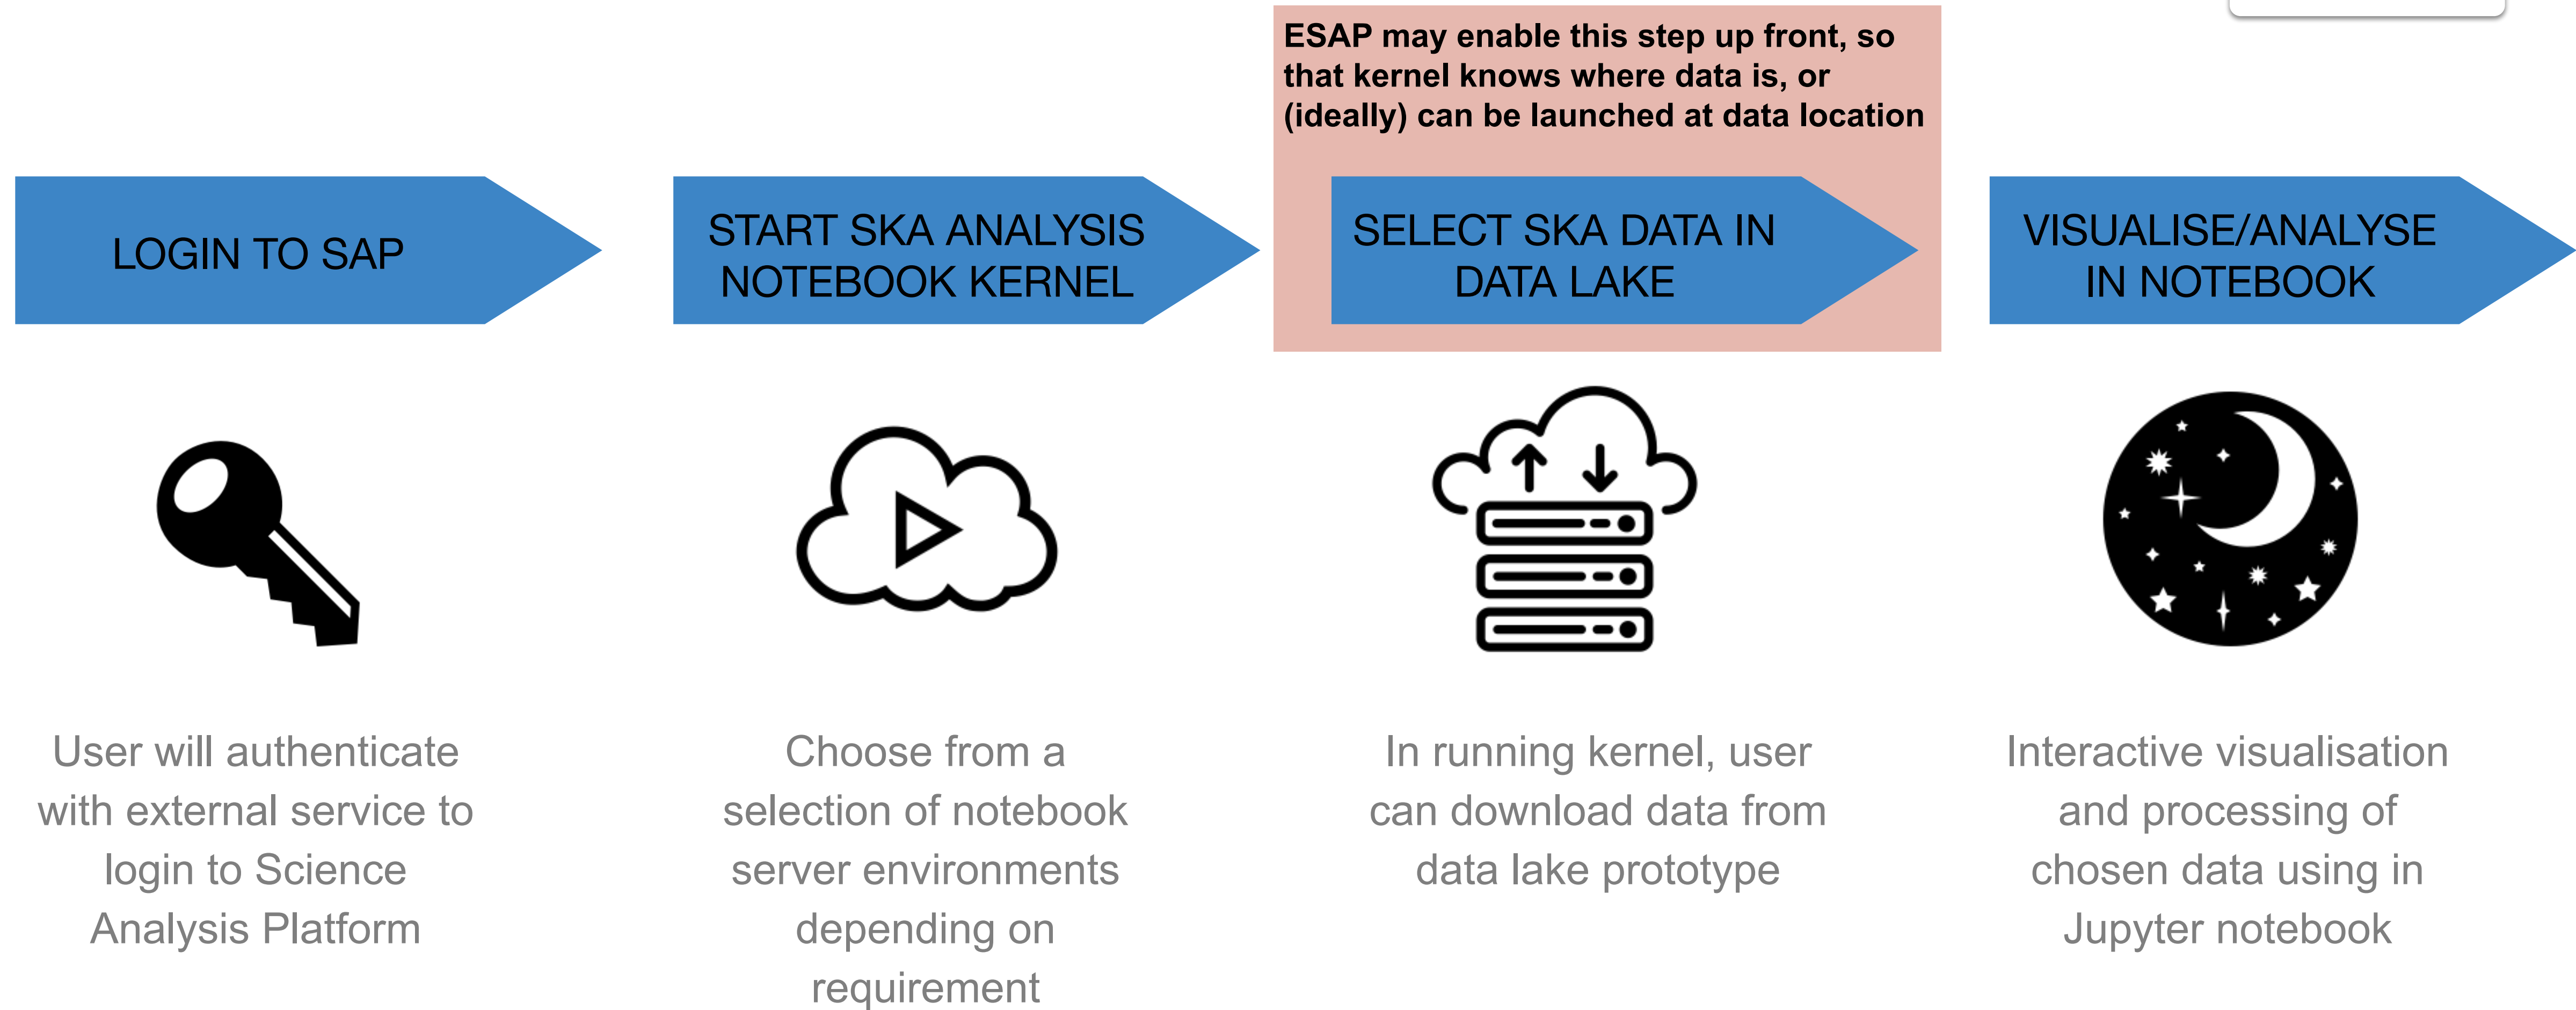 ESAP may enable this step up front, so
that kernel knows where data is, or
(ideally) can be launched at data location
LOGIN TO SAP
START SKA ANALYSIS
NOTEBOOK KERNEL
SELECT SKA DATA IN
DATA LAKE
VISUALISE/ANALYSE
IN NOTEBOOK
User will authenticate
with external service to
login to Science
Analysis Platform
Choose from a
selection of notebook
server environments
depending on
requirement
In running kernel, user
can download data from
data lake prototype
Interactive visualisation
and processing of
chosen data using in
Jupyter notebook